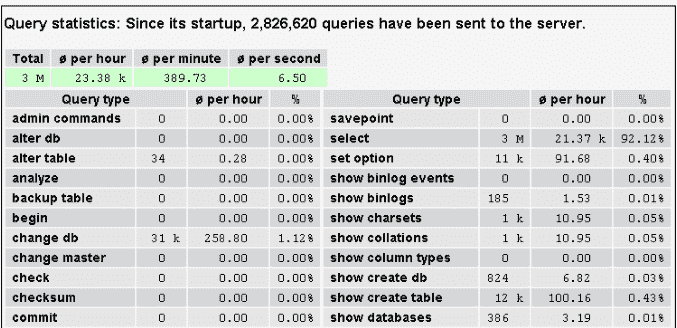 Query statistics: Since its startup, 2,826,620 queries have been sent to the server.
Total ø per hour ø per minute ø per second
3 M 23.38 k 389.73 6.50
Query type ø per hour % Query type ø per hour %
admin commands 0 0.00 0.00% savepoint 0 0.00 0.00%
alter db 0 0.00 0.00% select 3 M 21.37 k 92.12%
alter table 34 0.28 0.00% set option 11 k 91.68 0.40%
analyze 0 0.00 0.00% show binlog events 0 0.00 0.00%
backup table 0 0.00 0.00% show binlogs 185 1.53 0.01%
begin 0 0.00 0.00% show charsets 1 k 10.95 0.05%
change db 31 k 258.80 1.12% show collations 1 k 10.95 0.05%
change master 0 0.00 0.00% show column types 0 0.00 0.00%
check 0 0.00 0.00% show create db 824 6.82 0.03%
checksum 0 0.00 0.00% show create table 12 k 100.16 0.43%
commit 0 0.00 0.00% show databases 386 3.19 0.01%